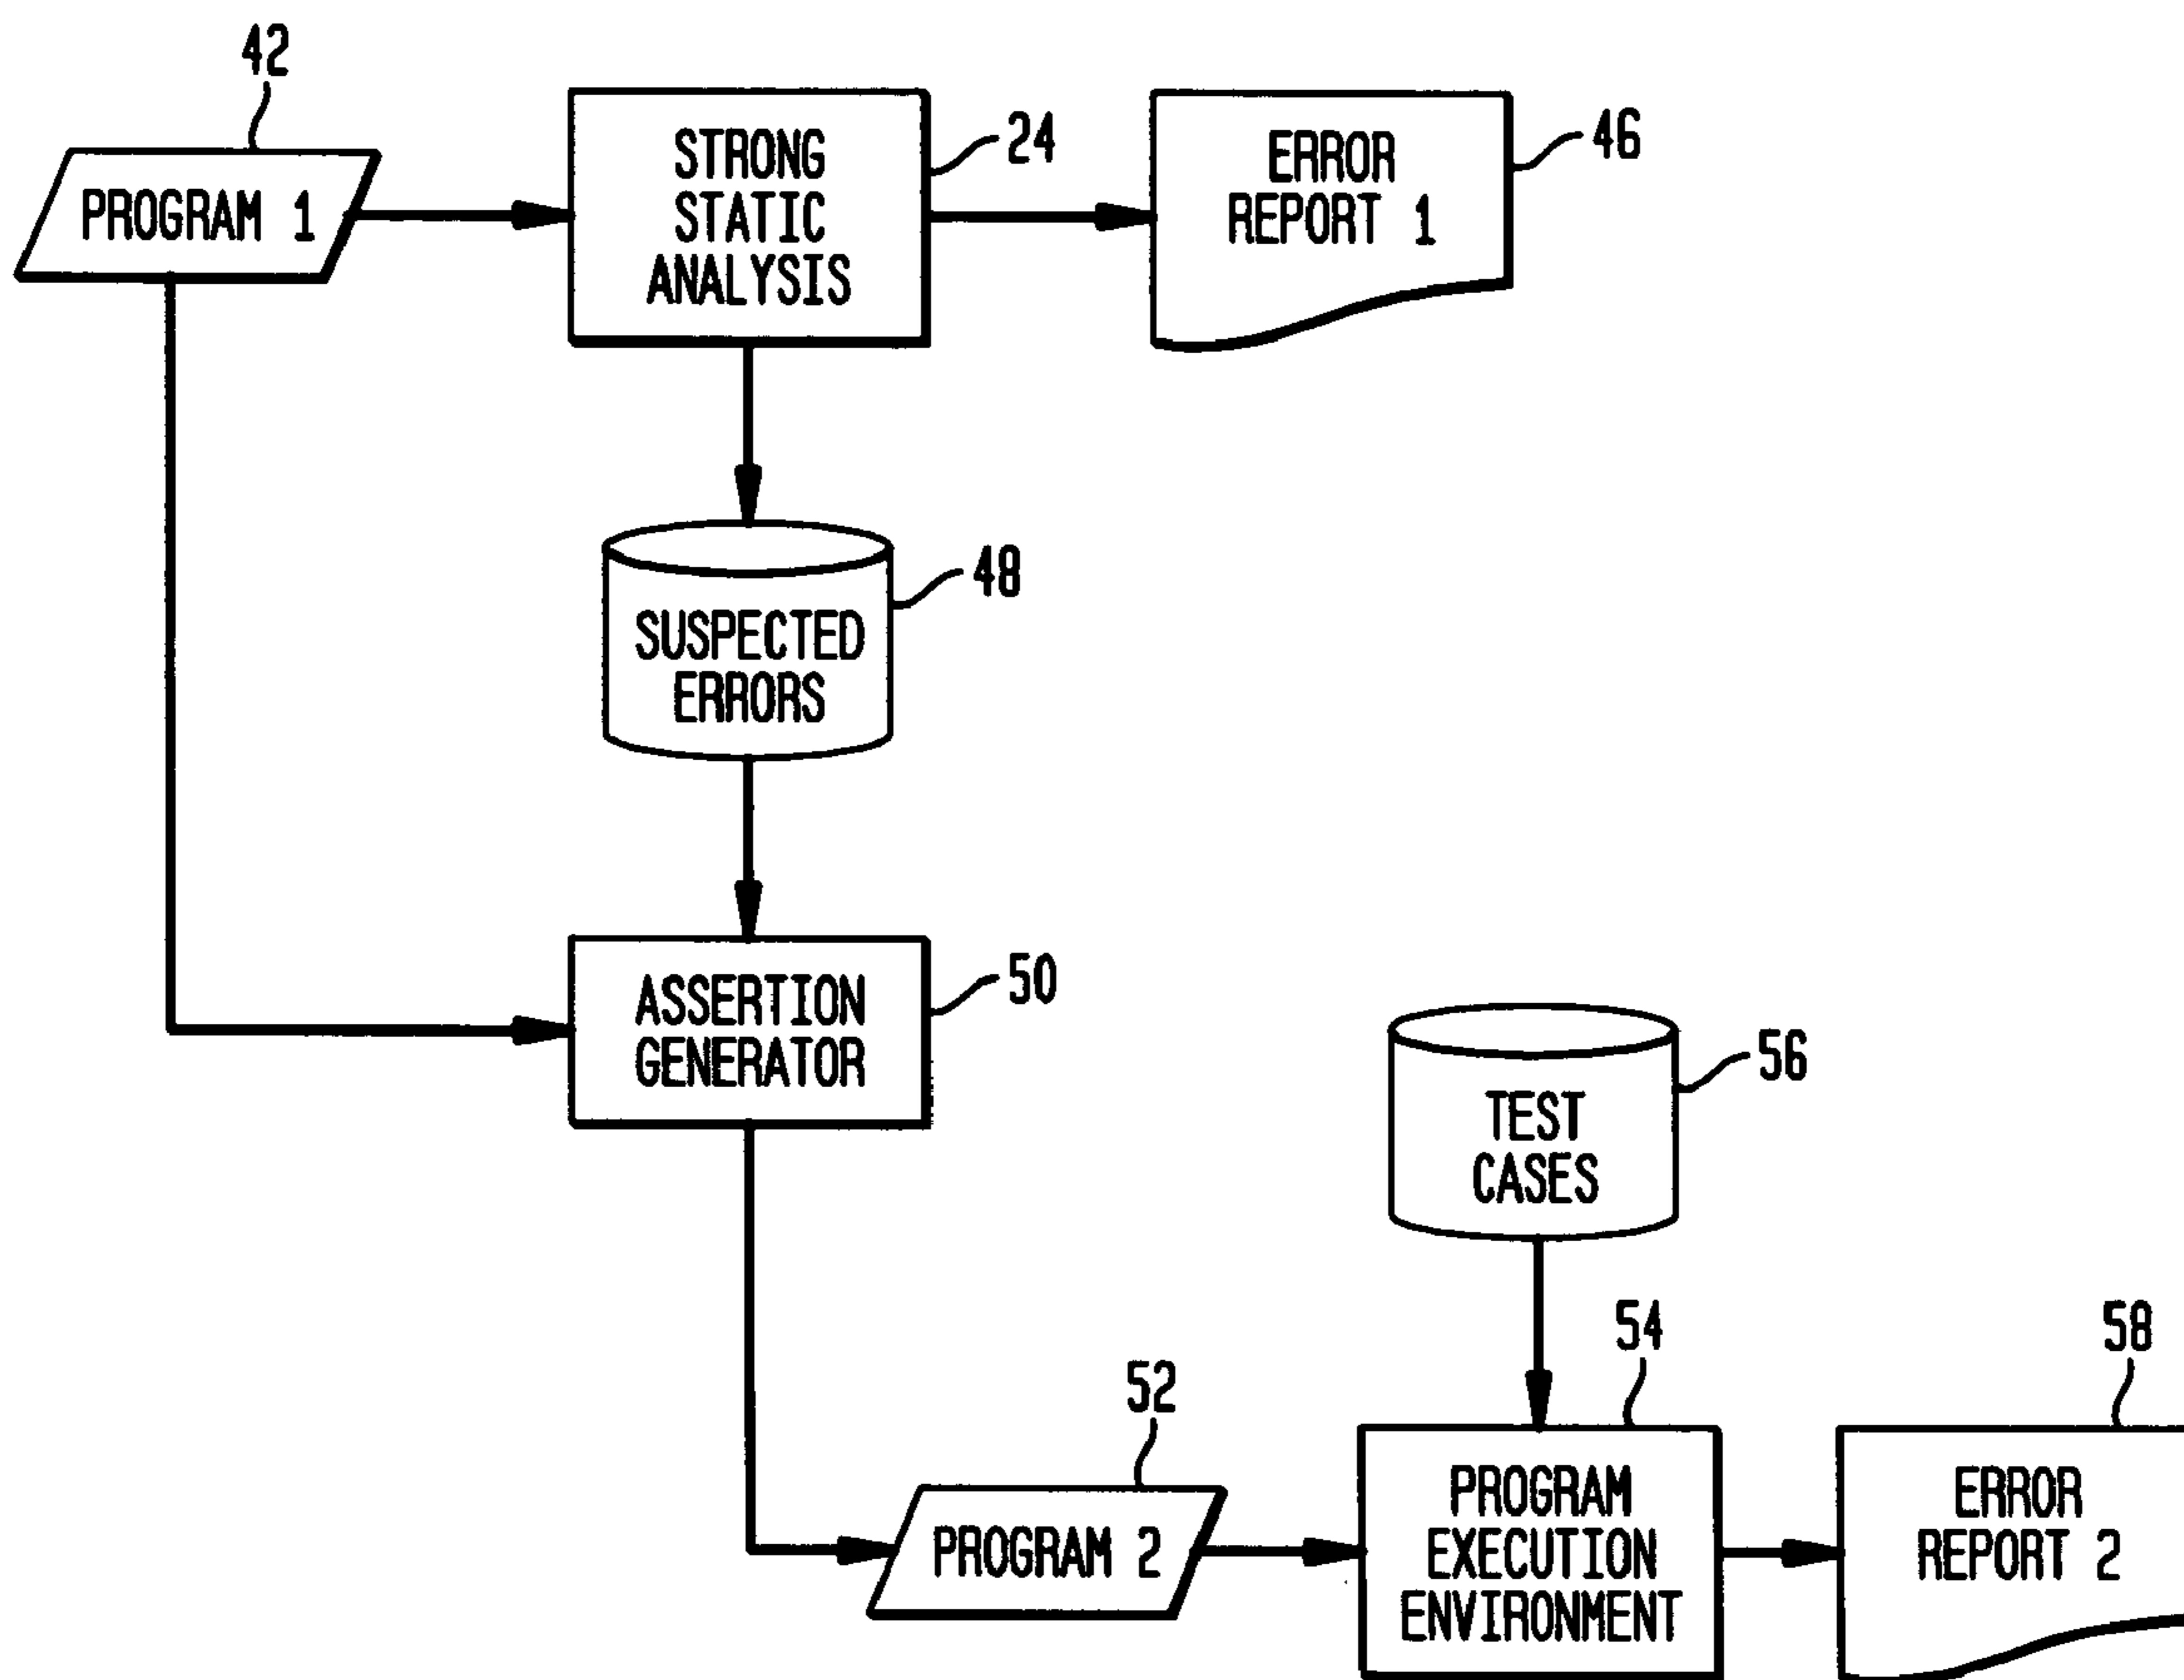 42
PROGRAM 1
STRONG
STATIC
ANALYSIS
24
ERROR
REPORT 1
46
SUSPECTED
ERRORS
48
ASSERTION
GENERATOR
50
TEST
CASES
56
52
PROGRAM 2
54
PROGRAM
EXECUTION
ENVIRONMENT
58
ERROR
REPORT 2